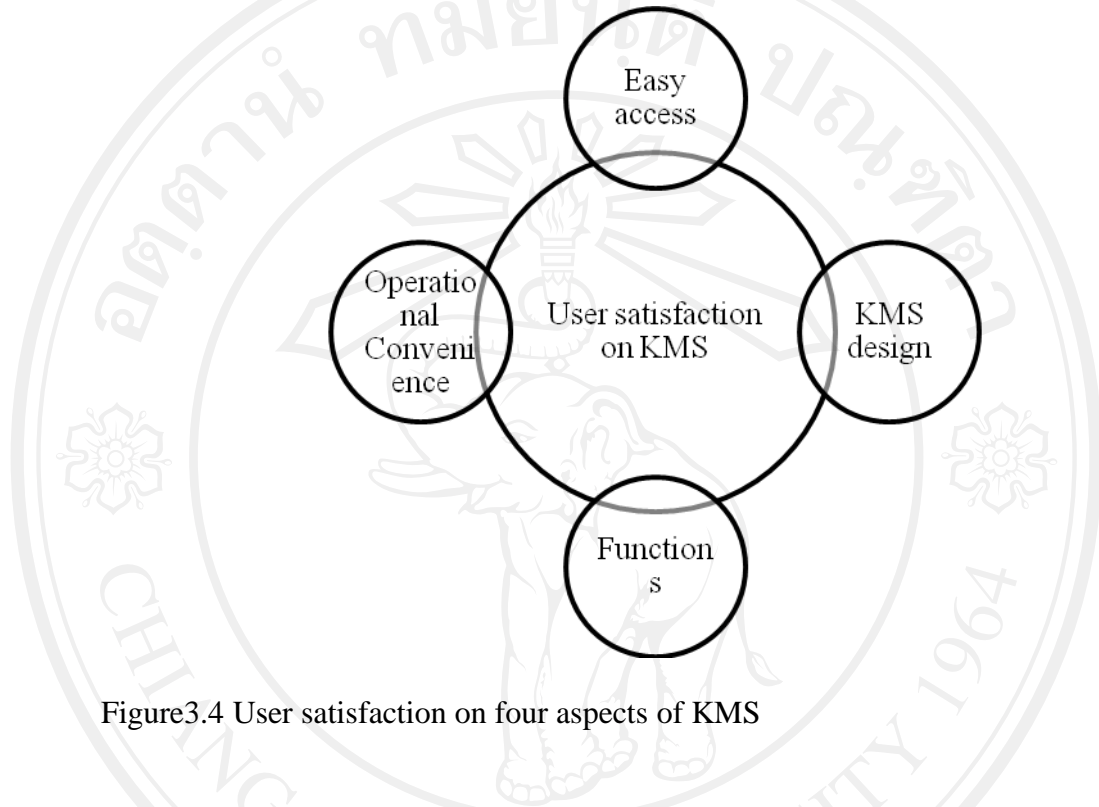 Easy
access
Operatio
nal
Conveni
ence
User satisfaction
on KMS
KMS
design
Function
s
Figure3.4 User satisfaction on four aspects of KMS
1964